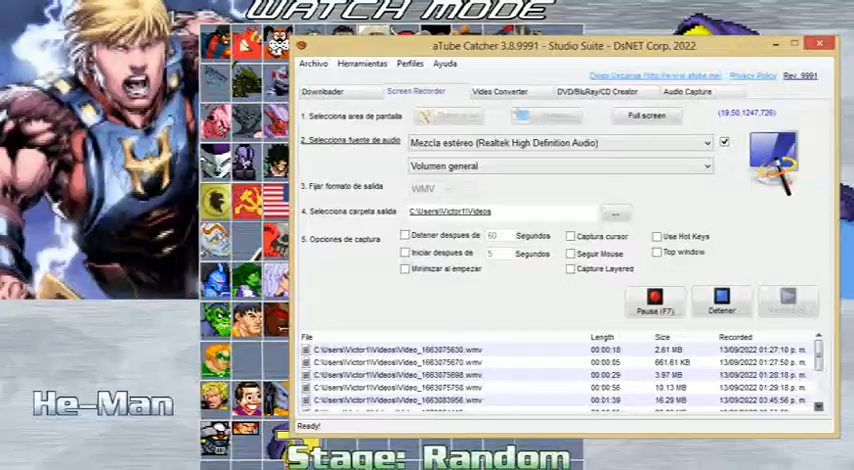 WATCH MODE
aTube Catcher 3.8.9991 - Studio Suite - DsNET Corp. 2022
Archivo Herramientas Perfiles Ayuda
Privacy Policy Rev. 9991
Downloader Screen Recorder Video Converter DVD/BluRay/CD Creator Audio Capture
1. Selecciona area de pantalla Full screen (19,50,1247,726)
2. Selecciona fuente de audio Mezcla estéreo (Realtek High Definition Audio)
Volumen general
3. Fijar formato de salida WMV
4. Selecciona carpeta salida C:\Users\Victor1\Videos ...
5. Opciones de captura Detener despues de 60 Segundos Captura cursor Use Hot Keys
Iniciar despues de 5 Segundos Seguir Mouse Top window
Minimizar al empezar Capture Layered
Pausa (F7) Detener
File Length Size Recorded
C:\Users\Victor1\Videos\Video_1663075630.wmv 00:00:18 2.61 MB 13/09/2022 01:27:10 p. m.
C:\Users\Victor1\Videos\Video_1663075670.wmv 00:00:05 661.61 KB 13/09/2022 01:27:50 p. m.
C:\Users\Victor1\Videos\Video_1663075698.wmv 00:00:29 3.97 MB 13/09/2022 01:28:18 p. m.
C:\Users\Victor1\Videos\Video_1663075758.wmv 00:00:56 10.13 MB 13/09/2022 01:29:18 p. m.
C:\Users\Victor1\Videos\Video_1663083956.wmv 00:01:39 16.29 MB 13/09/2022 03:45:56 p. m.
Ready!
He-Man
Stage: Random